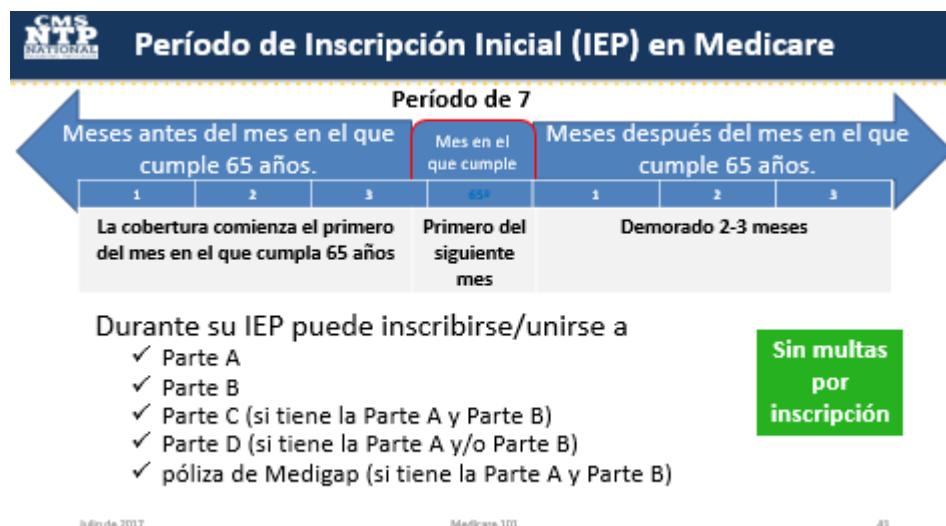 CMS
NTP
NATIONAL
Período de Inscripción Inicial (IEP) en Medicare
Período de 7
Meses antes del mes en el que
cumple 65 años.
Mes en el
que cumple
Meses después del mes en el que
cumple 65 años.
1 2 3 65º 1 2 3
La cobertura comienza el primero
del mes en el que cumpla 65 años
Primero del
siguiente
mes
Demorado 2-3 meses
Durante su IEP puede inscribirse/unirse a
✓ Parte A
✓ Parte B
✓ Parte C (si tiene la Parte A y Parte B)
✓ Parte D (si tiene la Parte A y/o Parte B)
✓ póliza de Medigap (si tiene la Parte A y Parte B)
Sin multas
por
inscripción
Julio de 2017 Medicare 101